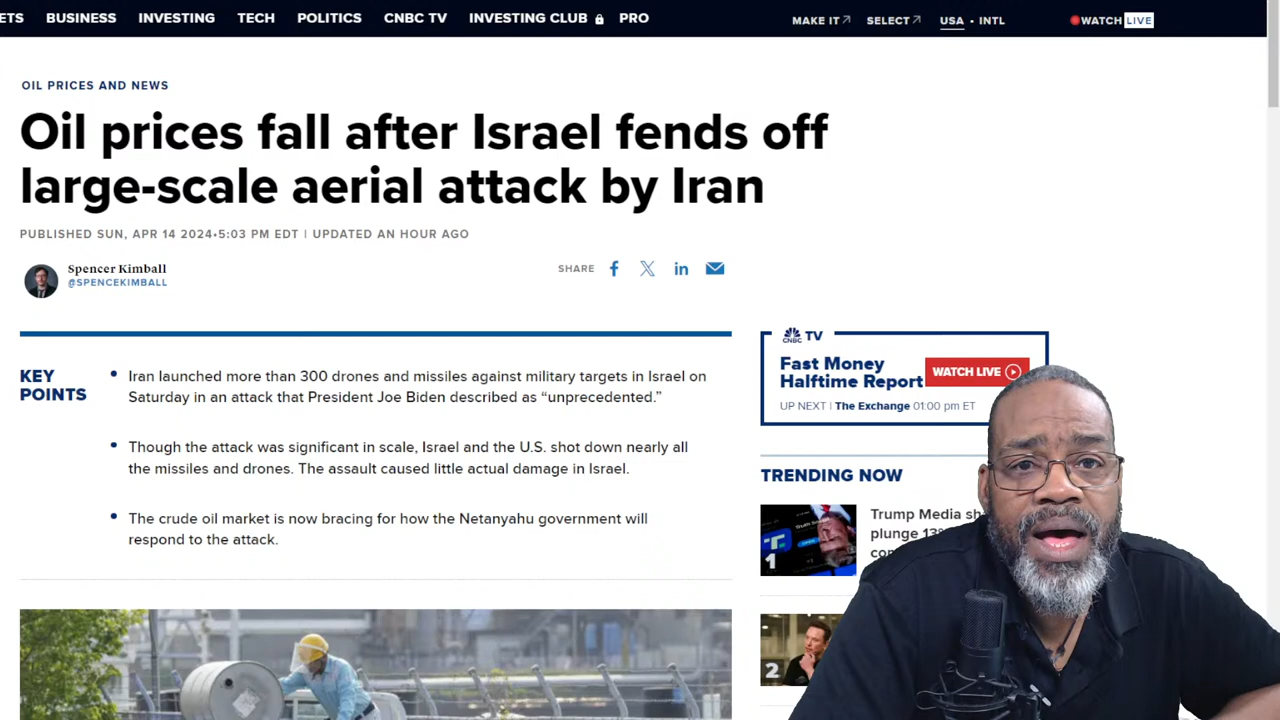 ETS BUSINESS INVESTING TECH POLITICS CNBC TV INVESTING CLUB PRO MAKE IT SELECT USA • INTL WATCH LIVE
OIL PRICES AND NEWS
Oil prices fall after Israel fends off
large-scale aerial attack by Iran
PUBLISHED SUN, APR 14 2024•5:03 PM EDT | UPDATED AN HOUR AGO
Spencer Kimball
@SPENCEKIMBALL
SHARE
KEY
POINTS
Iran launched more than 300 drones and missiles against military targets in Israel on
Saturday in an attack that President Joe Biden described as “unprecedented.”
Though the attack was significant in scale, Israel and the U.S. shot down nearly all
the missiles and drones. The assault caused little actual damage in Israel.
The crude oil market is now bracing for how the Netanyahu government will
respond to the attack.
CNBC TV
Fast Money
Halftime Report
WATCH LIVE
UP NEXT | The Exchange 01:00 pm ET
TRENDING NOW
1
Trump Media sh
plunge 13%
2